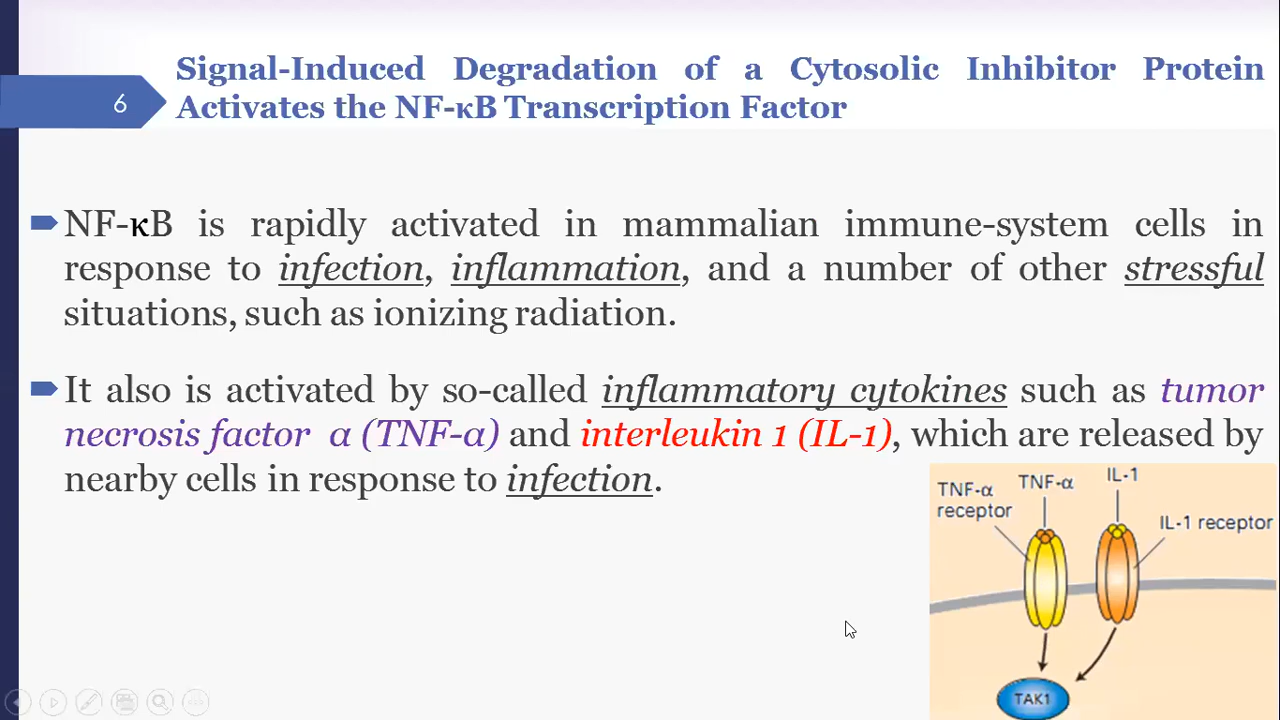 Signal-Induced Degradation of a Cytosolic Inhibitor Protein
Activates the NF-κB Transcription Factor
6
NF-κB is rapidly activated in mammalian immune-system cells in
response to infection, inflammation, and a number of other stressful
situations, such as ionizing radiation.
It also is activated by so-called inflammatory cytokines such as tumor
necrosis factor α (TNF-α) and interleukin 1 (IL-1), which are released by
nearby cells in response to infection.
TNF-α
receptor
TNF-α
IL-1
IL-1 receptor
TAK1